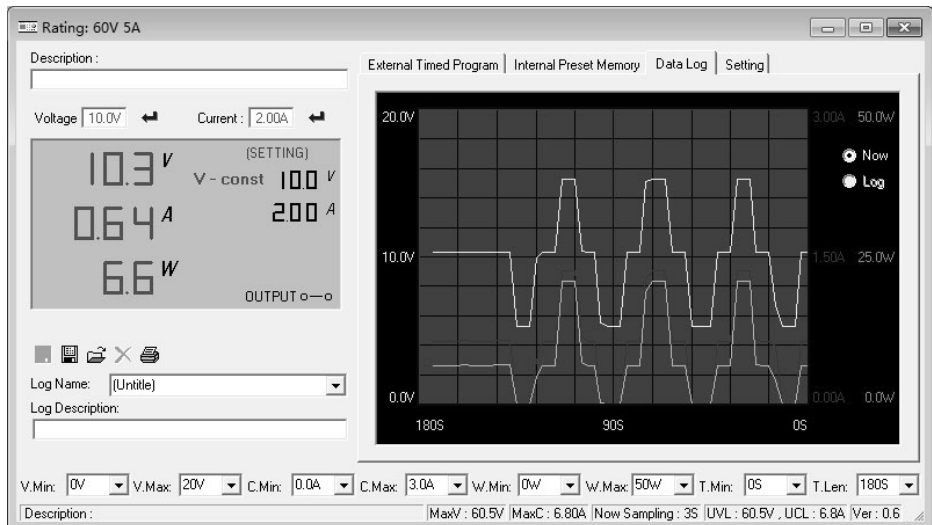 Rating: 60V 5A
Description :
External Timed Program Internal Preset Memory Data Log Setting
Voltage 10.0V Current : 2.00A
10.3 V
(SETTING)
V - const 10.0 V
0.64 A
2.00 A
6.6 W
OUTPUT
20.0V 3.00A 50.0W
Now
Log
10.0V 1.50A 25.0W
0.0V 0.00A 0.0W
180S 90S 0S
Log Name: (Untitle)
Log Description:
V.Min: 0V V.Max: 20V C.Min: 0.0A C.Max: 3.0A W.Min: 0W W.Max: 50W T.Min: 0S T.Len: 180S
Description : MaxV : 60.5V MaxC : 6.80A Now Sampling : 3S UVL : 60.5V , UCL : 6.8A Ver : 0.6